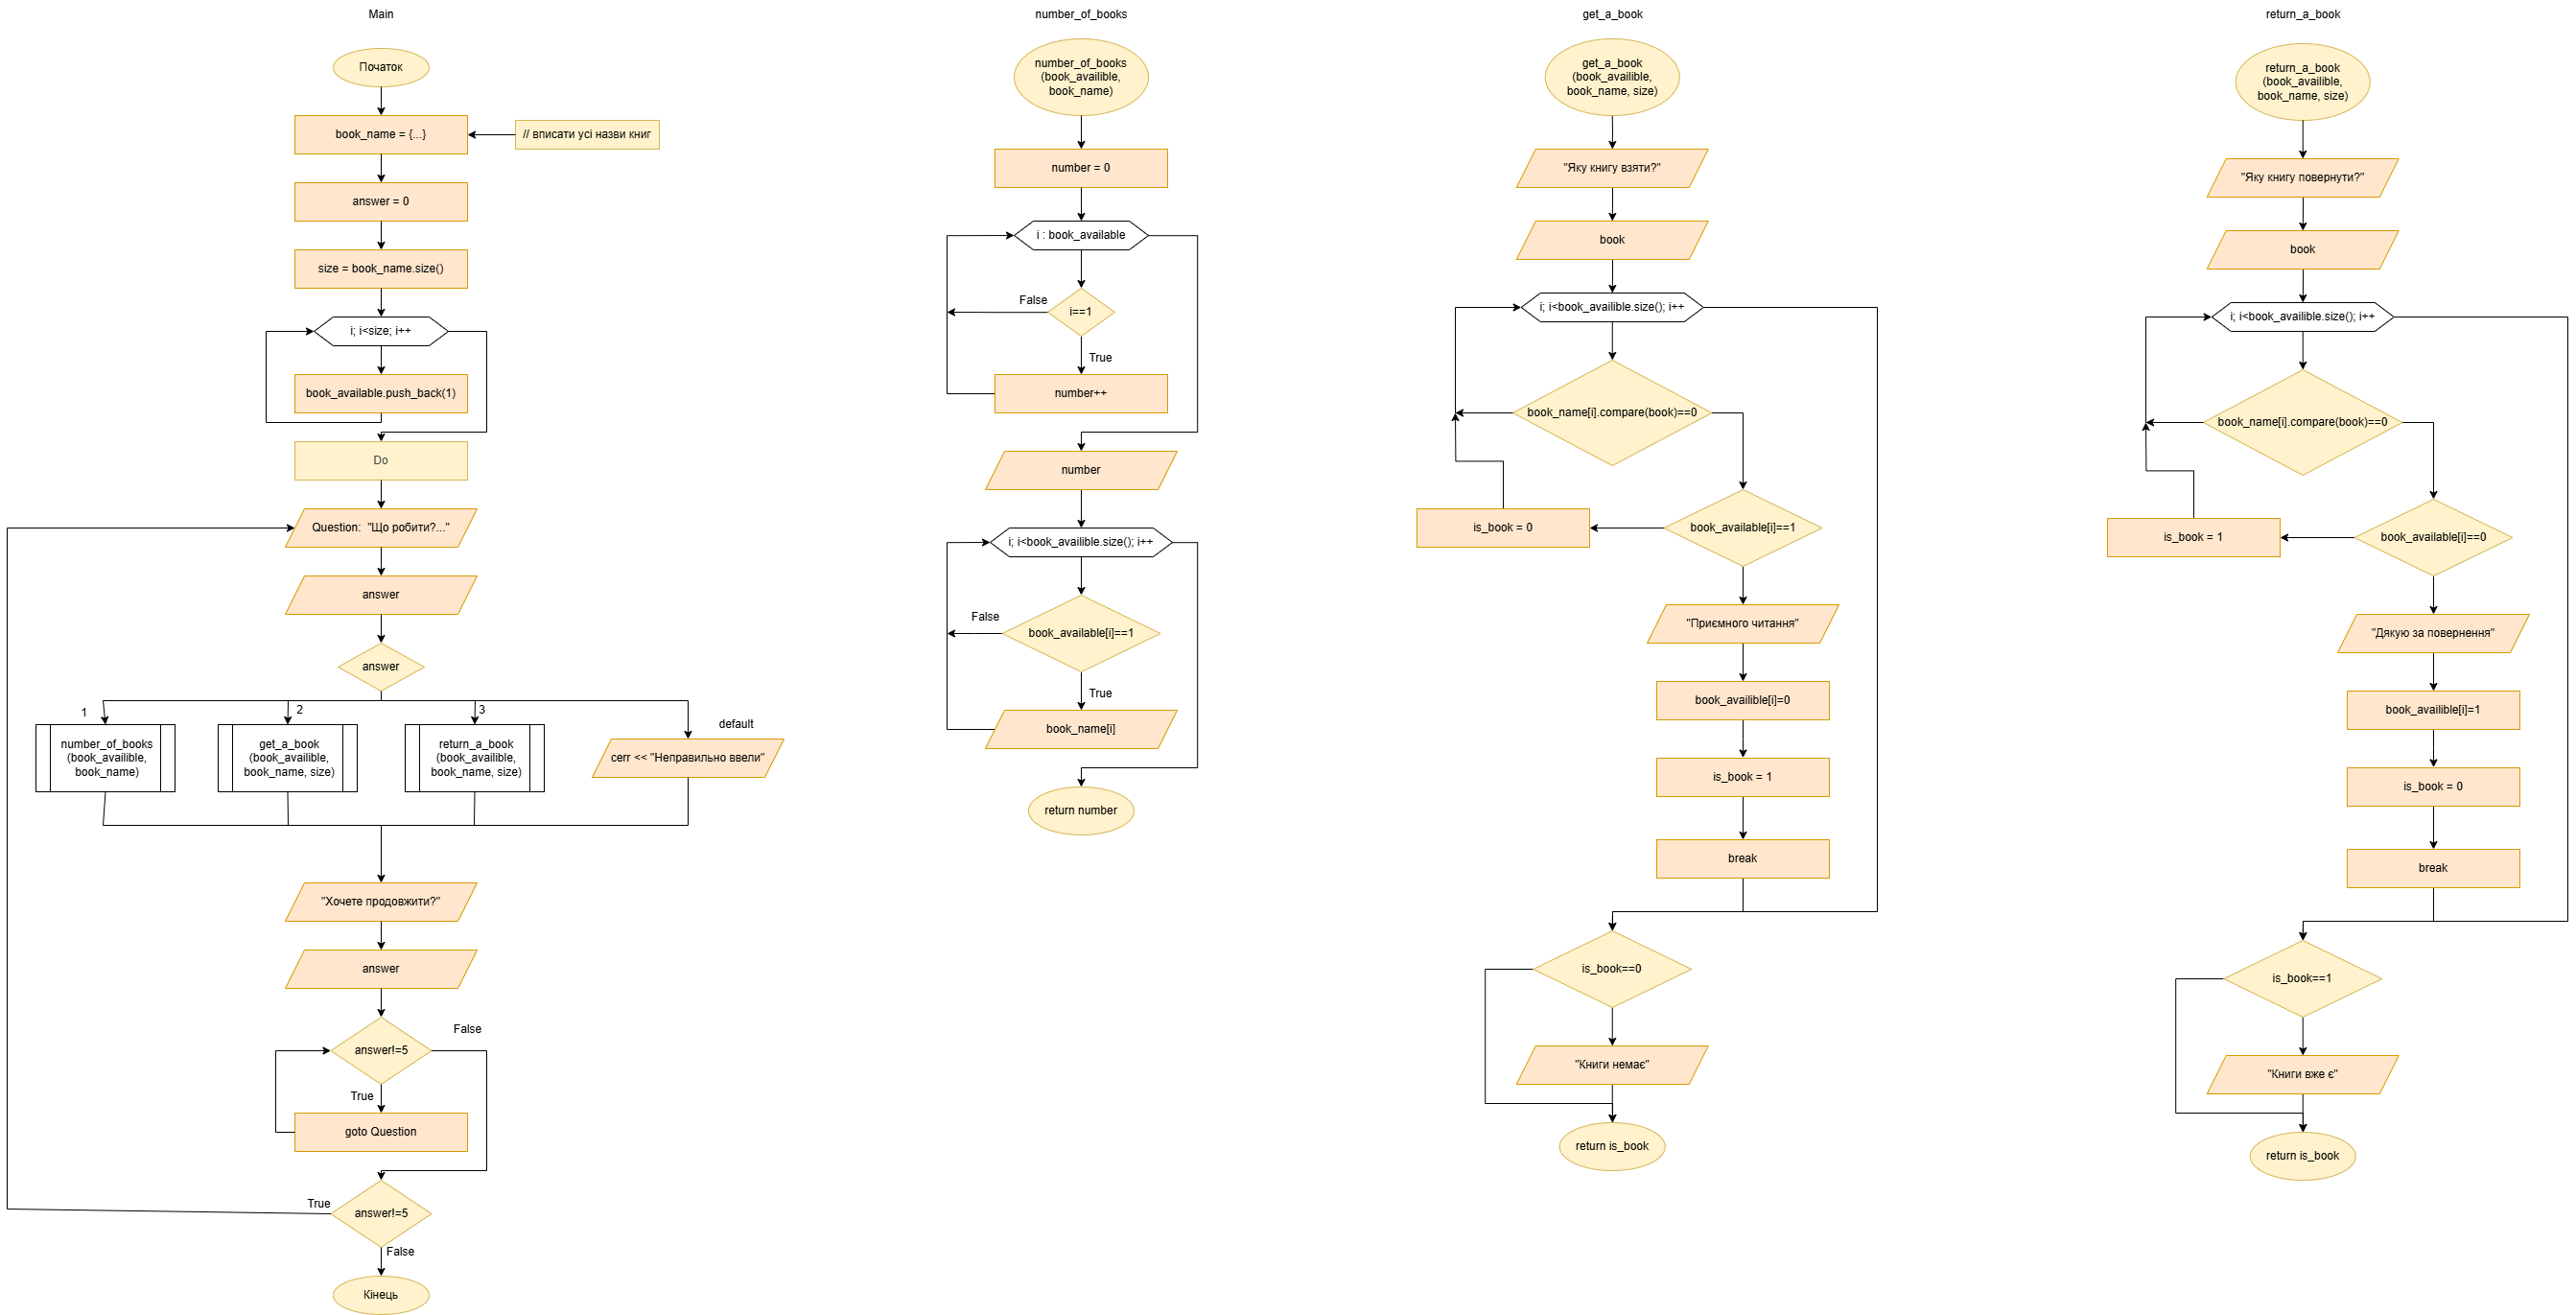 Main
Початок
book_name = {...}
// вписати усі назви книг
answer = 0
size = book_name.size()
i; i<size; i++
book_available.push_back(1)
Do
Question:  "Що робити?..."
answer
answer
1
2
3
default
number_of_books
(book_availible,
book_name)
get_a_book
(book_availible,
book_name, size)
return_a_book
(book_availible,
book_name, size)
cerr << "Неправильно ввели"
"Хочете продовжити?"
answer
False
answer!=5
True
goto Question
True
answer!=5
False
Кінець
number_of_books
number_of_books
(book_availible,
book_name)
number = 0
i : book_available
False
i==1
True
number++
number
i; i<book_availible.size(); i++
False
book_available[i]==1
True
book_name[i]
return number
get_a_book
get_a_book
(book_availible,
book_name, size)
"Яку книгу взяти?"
book
i; i<book_availible.size(); i++
book_name[i].compare(book)==0
is_book = 0
book_available[i]==1
"Приємного читання"
book_availible[i]=0
is_book = 1
break
is_book==0
"Книги немає"
return is_book
return_a_book
return_a_book
(book_availible,
book_name, size)
"Яку книгу повернути?"
book
i; i<book_availible.size(); i++
book_name[i].compare(book)==0
is_book = 1
book_available[i]==0
"Дякую за повернення"
book_availible[i]=1
is_book = 0
break
is_book==1
"Книги вже є"
return is_book